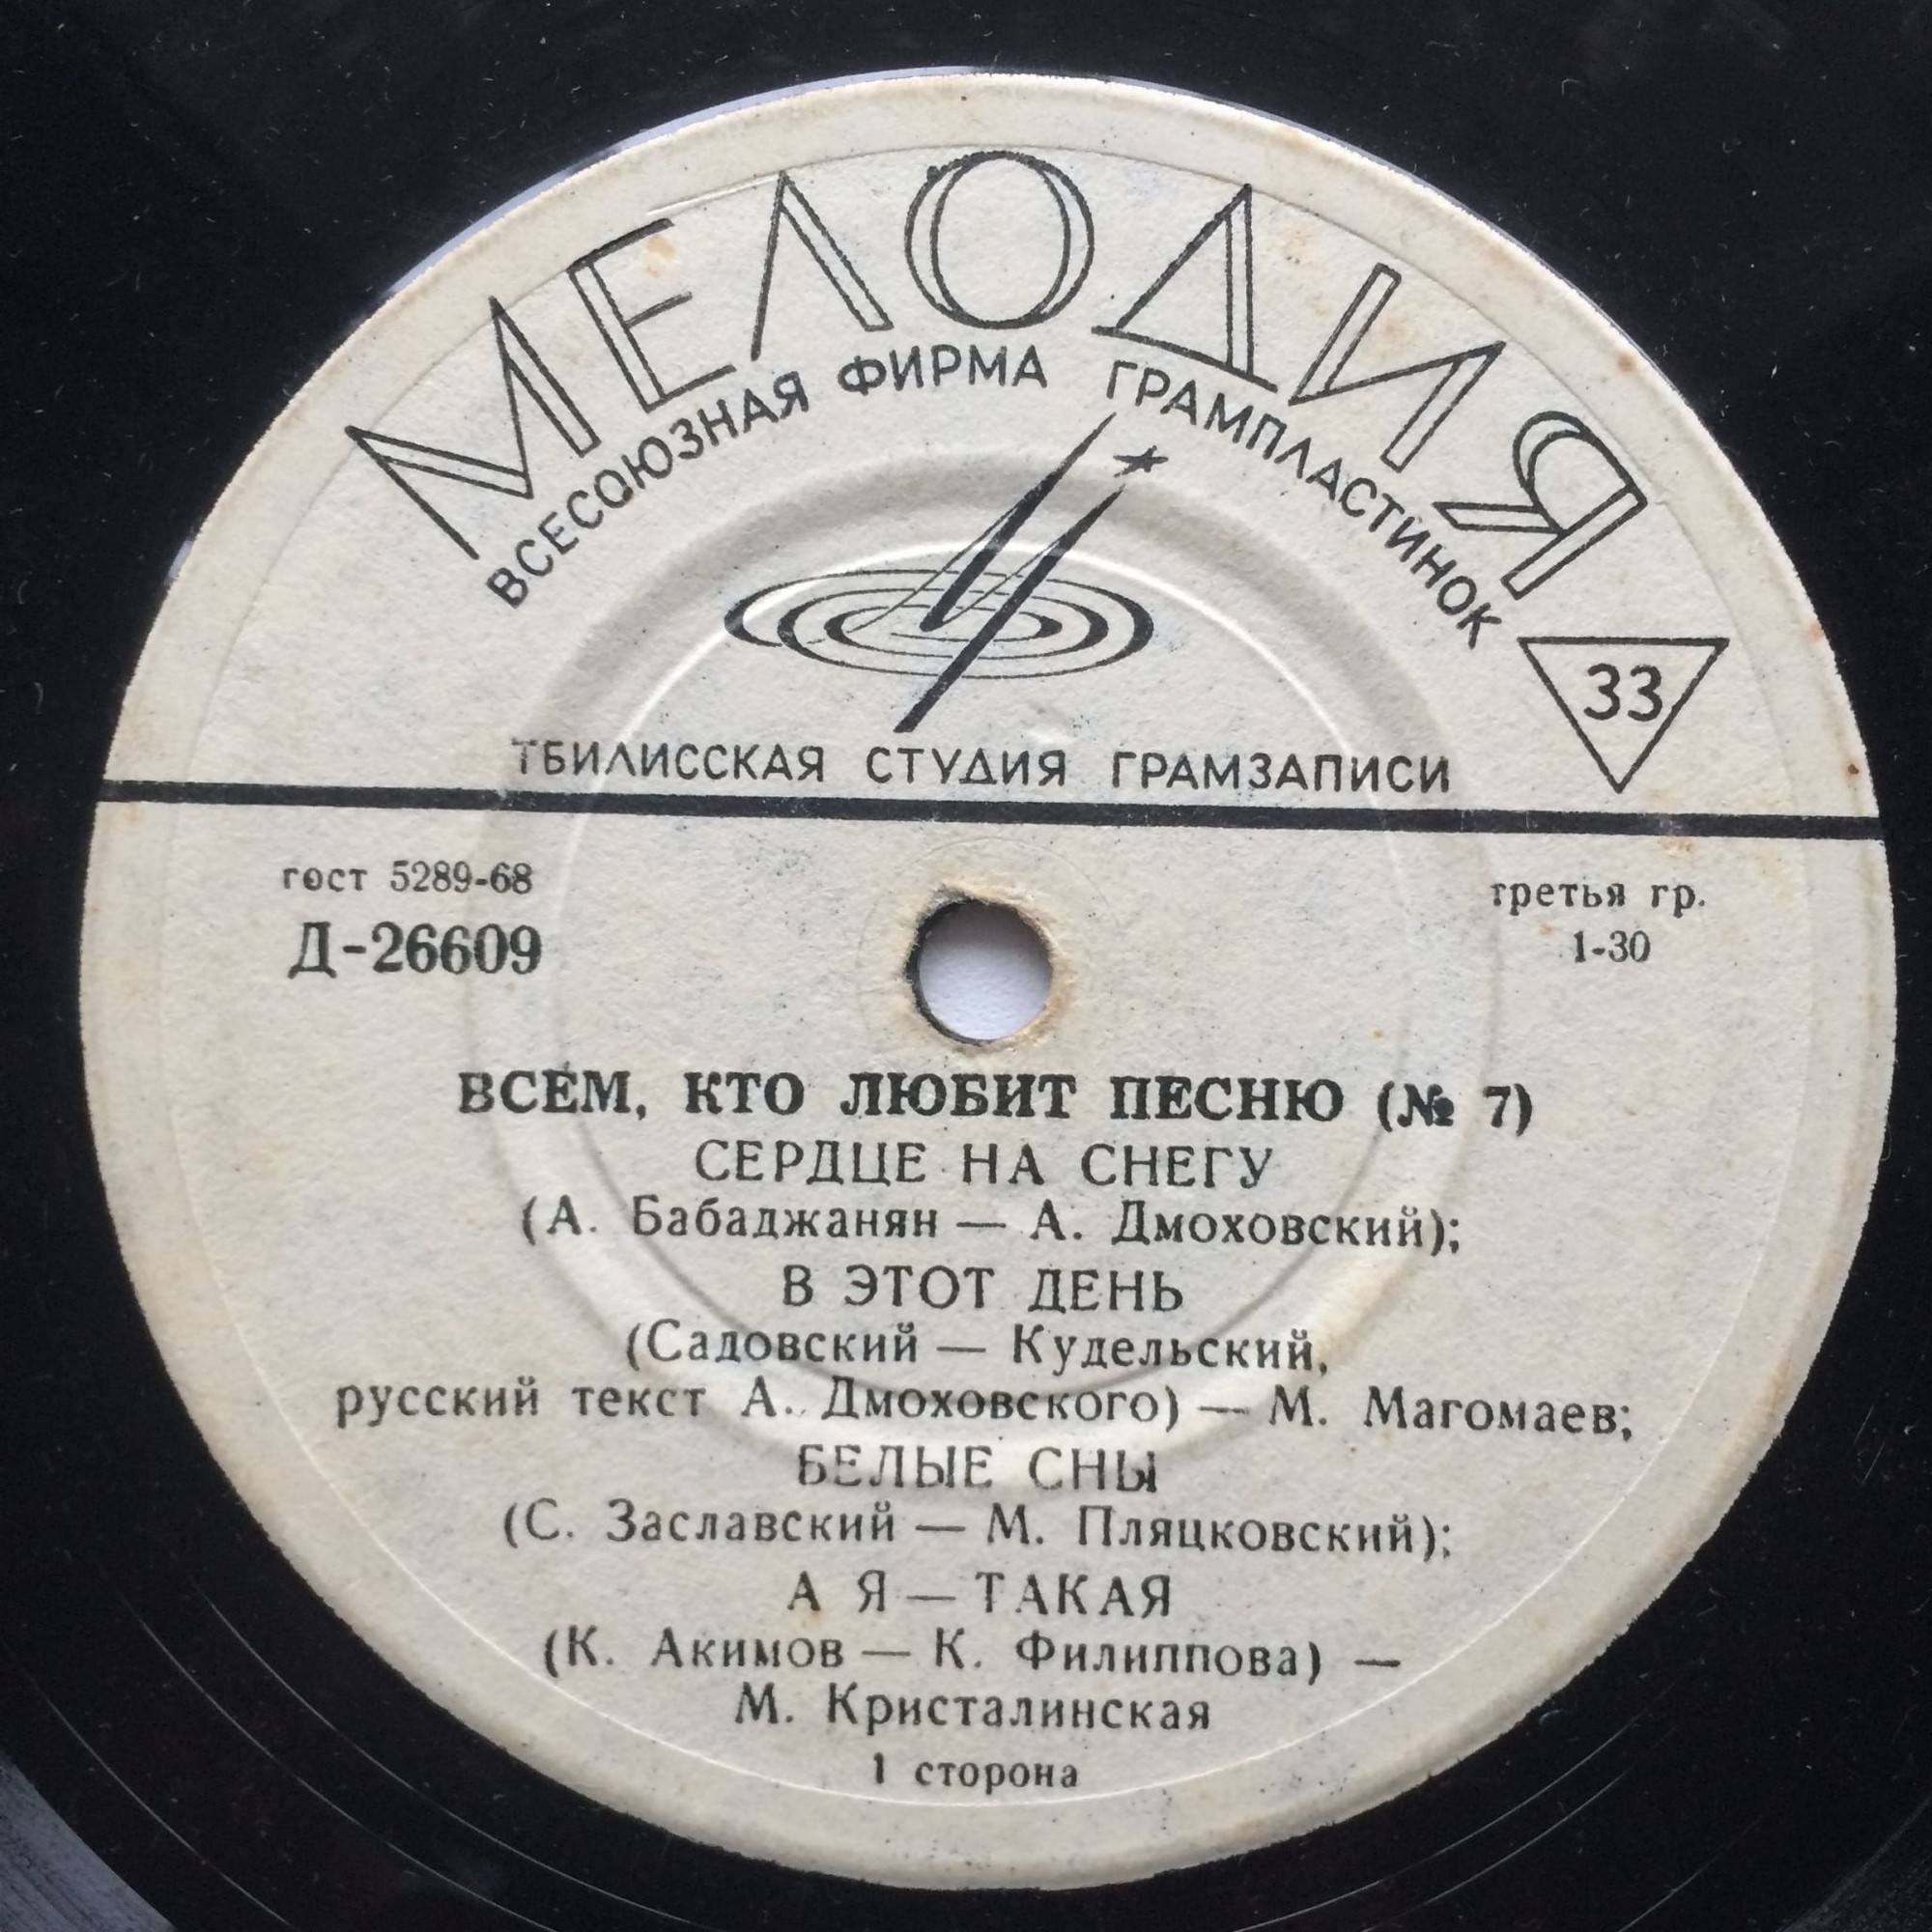 МЕЛОДИЯ
ВСЕСОЮЗНАЯ ФИРМА ГРАМПЛАСТИНОК
33
ТБИЛИССКАЯ СТУДИЯ ГРАМЗАПИСИ
гост 5289-68
третья гр.
Д-26609
1-30
ВСЕМ, КТО ЛЮБИТ ПЕСНЮ (№ 7)
СЕРДЦЕ НА СНЕГУ
(А. Бабаджанян — А. Дмоховский);
В ЭТОТ ДЕНЬ
(Садовский — Кудельский,
русский текст А. Дмоховского) — М. Магомаев;
БЕЛЫЕ СНЫ
(С. Заславский — М. Пляцковский);
А Я — ТАКАЯ
(К. Акимов — К. Филиппова) —
М. Кристалинская
1 сторона